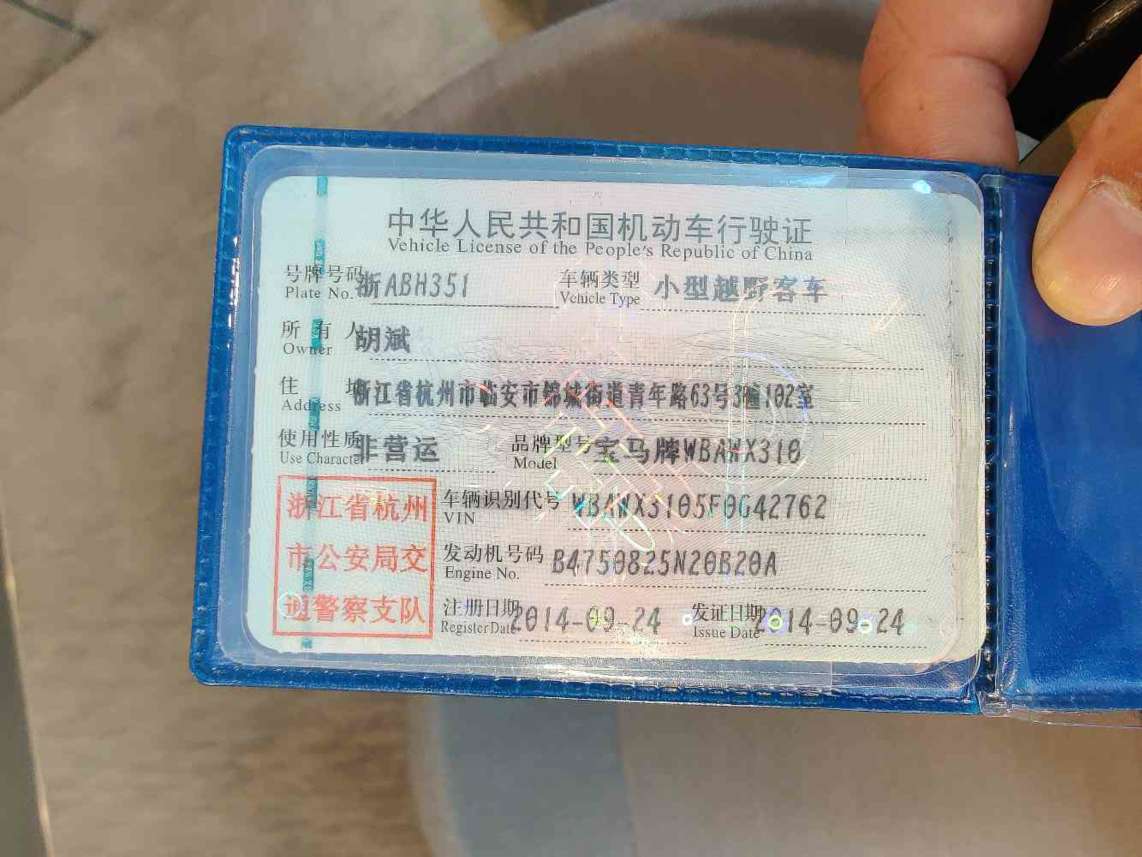 中华人民共和国机动车行驶证
Vehicle License of the People's Republic of China
号牌号码 浙ABH351 车辆类型 小型越野客车
Plate No. Vehicle Type
所有人 胡斌
Owner
住址 浙江省杭州市临安市锦城街道青年路63号3幢102室
Address
使用性质 非营运 品牌型号 宝马牌WBAWX310
Use Character Model
浙江省杭州
市公安局交
通警察支队
车辆识别代号 WBAWX3105F0G42762
VIN
发动机号码 B4750825N20B20A
Engine No.
注册日期 2014-09-24 发证日期 2014-09-24
Register Date Issue Date